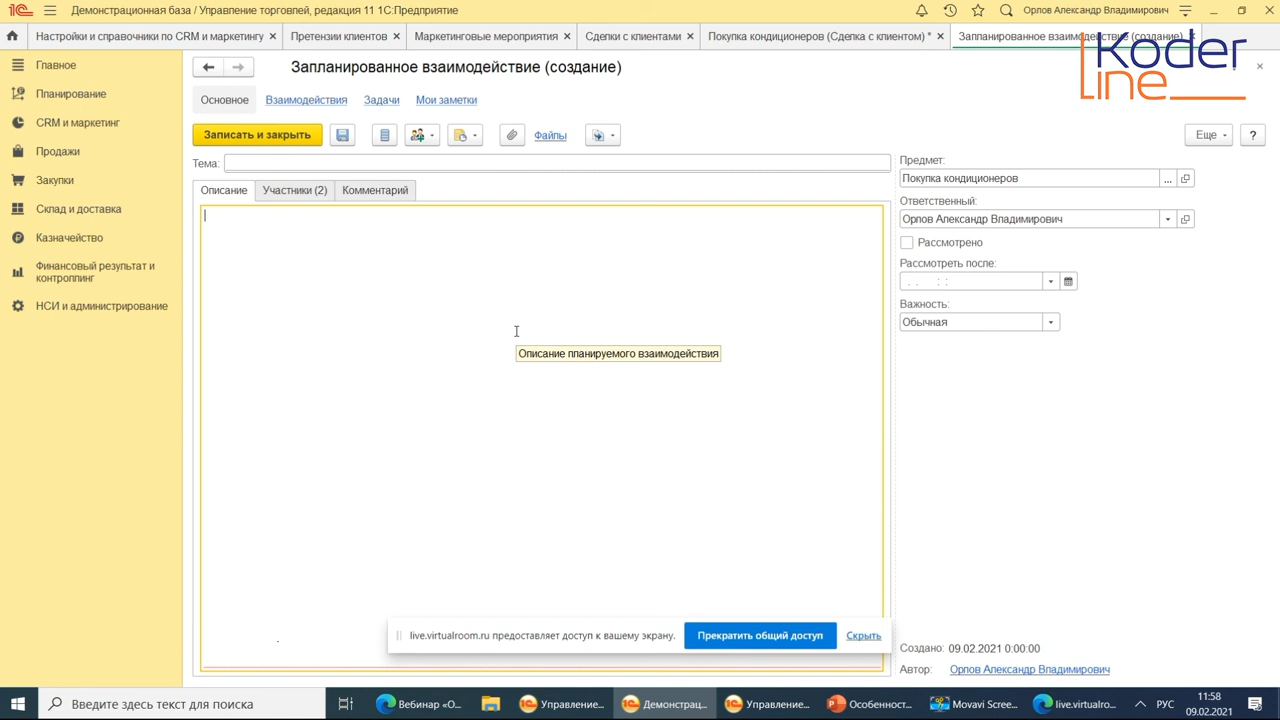 Демонстрационная база / Управление торговлей, редакция 11 1С:Предприятие
Орлов Александр Владимирович
Настройки и справочники по CRM и маркетингу
Претензии клиентов
Маркетинговые мероприятия
Сделки с клиентами
Покупка кондиционеров (Сделка с клиентом) *
Запланированное взаимодействие (создание)
Koder
line
Главное
Планирование
CRM и маркетинг
Продажи
Закупки
Склад и доставка
Казначейство
Финансовый результат и
контроллинг
НСИ и администрирование
Запланированное взаимодействие (создание)
Основное Взаимодействия Задачи Мои заметки
Записать и закрыть
Файлы
Еще
?
Тема:
Описание Участники (2) Комментарий
Описание планируемого взаимодействия
Предмет:
Покупка кондиционеров
...
Ответственный:
Орлов Александр Владимирович
Рассмотрено
Рассмотреть после:
. . : :
Важность:
Обычная
live.virtualroom.ru предоставляет доступ к вашему экрану.
Прекратить общий доступ
Скрыть
Создано: 09.02.2021 0:00:00
Автор: Орлов Александр Владимирович
Введите здесь текст для поиска
Вебинар «О...
Управление...
Демонстрац...
Управление...
Особенност...
Movavi Scree...
live.virtualro...
РУС
11:58
09.02.2021